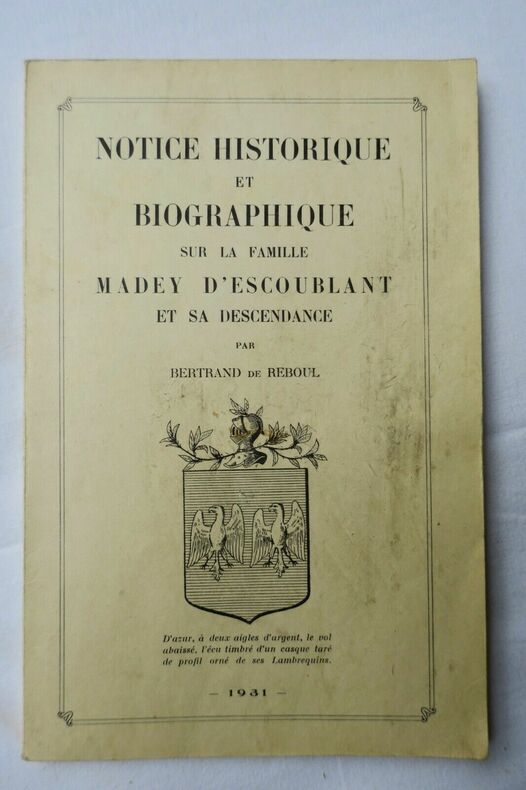 NOTICE HISTORIQUE
ET
BIOGRAPHIQUE
SUR LA FAMILLE
MADEY D'ESCOUBLANT
ET SA DESCENDANCE
PAR
BERTRAND DE REBOUL
D'azur, à deux aigles d'argent, le vol
abaissé, l'écu timbré d'un casque taré
de profil orné de ses Lambrequins.
— 1931 —